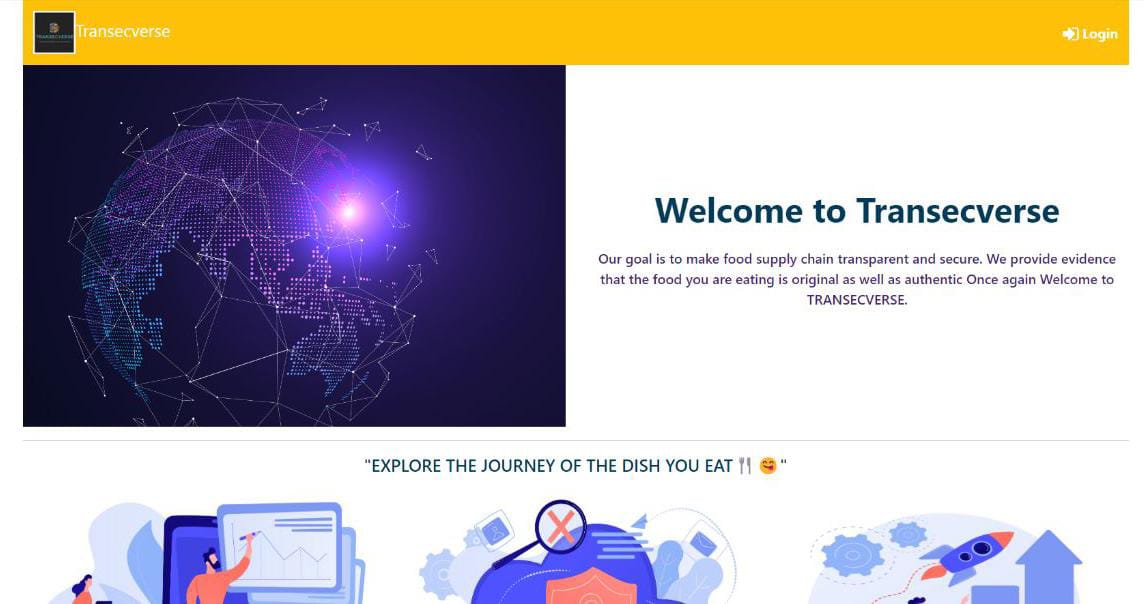 TRANSECVERSE
Transecverse
Login
Welcome to Transecverse
Our goal is to make food supply chain transparent and secure. We provide evidence
that the food you are eating is original as well as authentic Once again Welcome to
TRANSECVERSE.
"EXPLORE THE JOURNEY OF THE DISH YOU EAT 🍴 😋 "